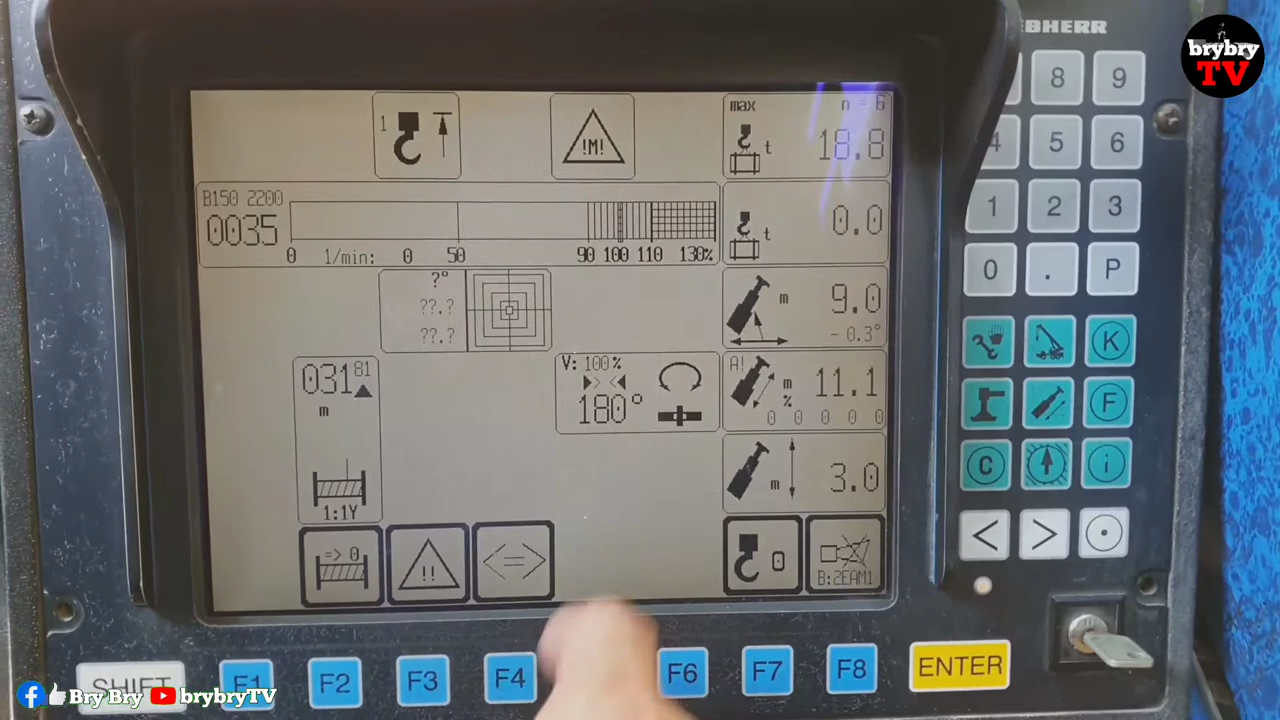 EBHERR
brybry
TV
1
!M!
max
n = 6
t
18.8
B150 2200
0035
0
1/min:
0
50
90
100
110
130%
t
0.0
?°
??.?
??.?
m
9.0
- 0.3°
031
81
m
1:1Y
V: 100%
180°
A!
m
%
11.1
0 0 0 0 0
m
3.0
=> 0
!!
<=>
0
B:2EAM1
8
9
4
5
6
1
2
3
0
.
P
K
F
C
i
<
>
SHIFT
F1
F2
F3
F4
F6
F7
F8
ENTER
Bry Bry
brybryTV